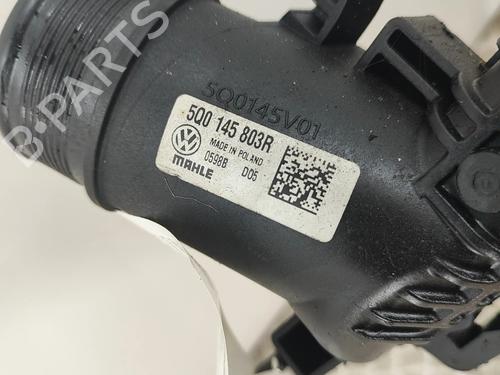 5Q0145V01
5Q0 145 803R
MADE IN POLAND
MAHLE
0598B D05
B-PARTS